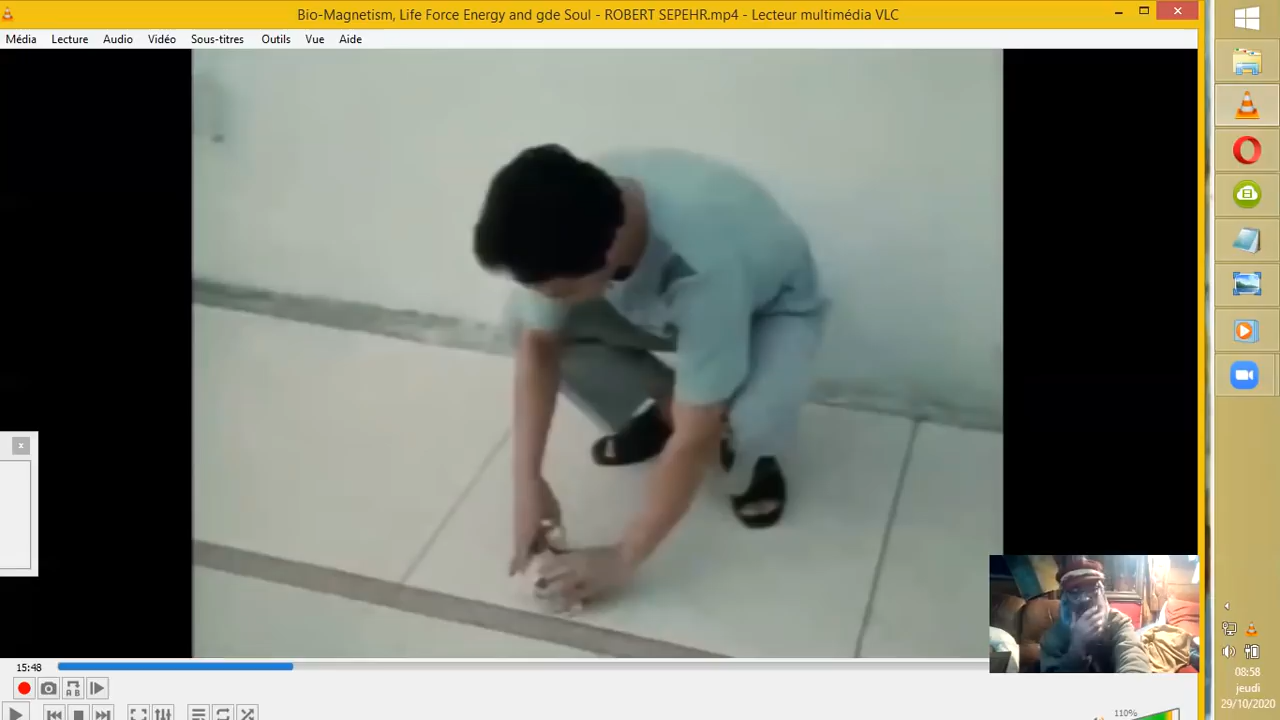 Bio-Magnetism, Life Force Energy and gde Soul - ROBERT SEPEHR.mp4 - Lecteur multimédia VLC
Média Lecture Audio Vidéo Sous-titres Outils Vue Aide
x
15:48
110%
08:58
jeudi
29/10/2020